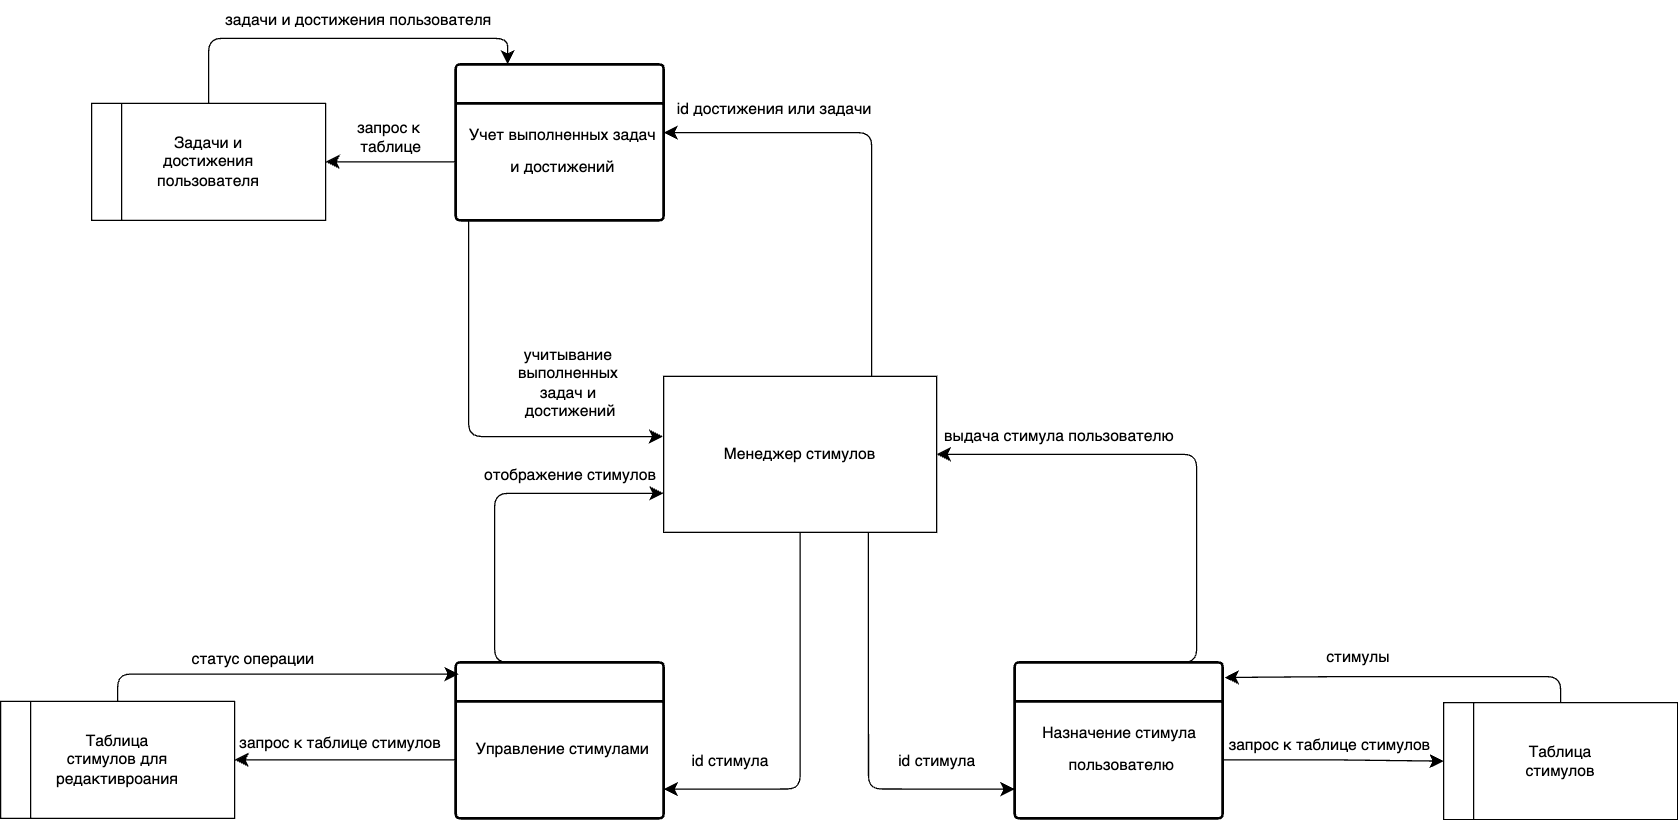 задачи и достижения пользователя
id достижения или задачи
запрос к
таблице
Учет выполненных задач
и достижений
Задачи и
достижения
пользователя
учитывание
выполненных
задач и
достижений
Менеджер стимулов
выдача стимула пользователю
отображение стимулов
статус операции
стимулы
Таблица
стимулов для
редактивроания
запрос к таблице стимулов
Управление стимулами
id стимула
id стимула
Назначение стимула
пользователю
запрос к таблице стимулов
Таблица
стимулов